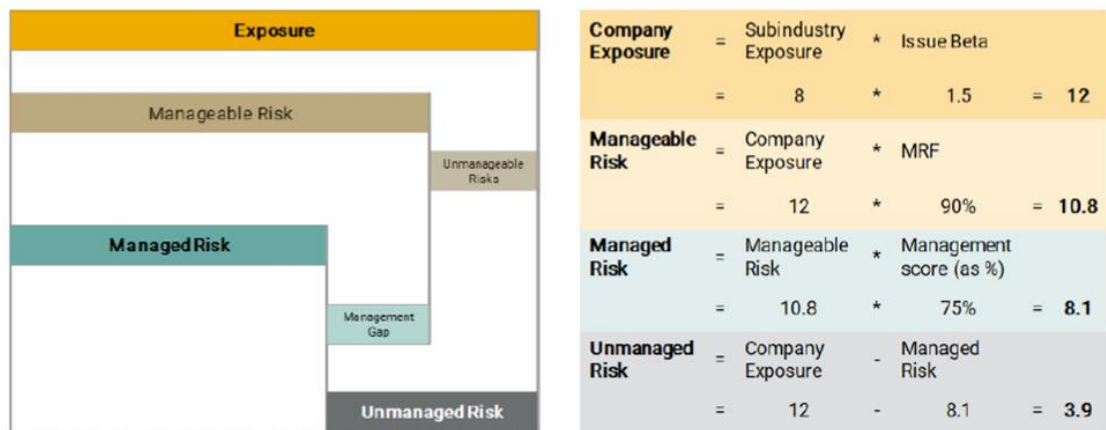 Exposure
Manageable Risk
Unmanageable
Risks
Managed Risk
Management
Gap
Unmanaged Risk
Company Exposure = Subindustry Exposure * Issue Beta
= 8 * 1.5 = 12
Manageable Risk = Company Exposure * MRF
= 12 * 90% = 10.8
Managed Risk = Manageable Risk * Management score (as %)
= 10.8 * 75% = 8.1
Unmanaged Risk = Company Exposure - Managed Risk
= 12 - 8.1 = 3.9